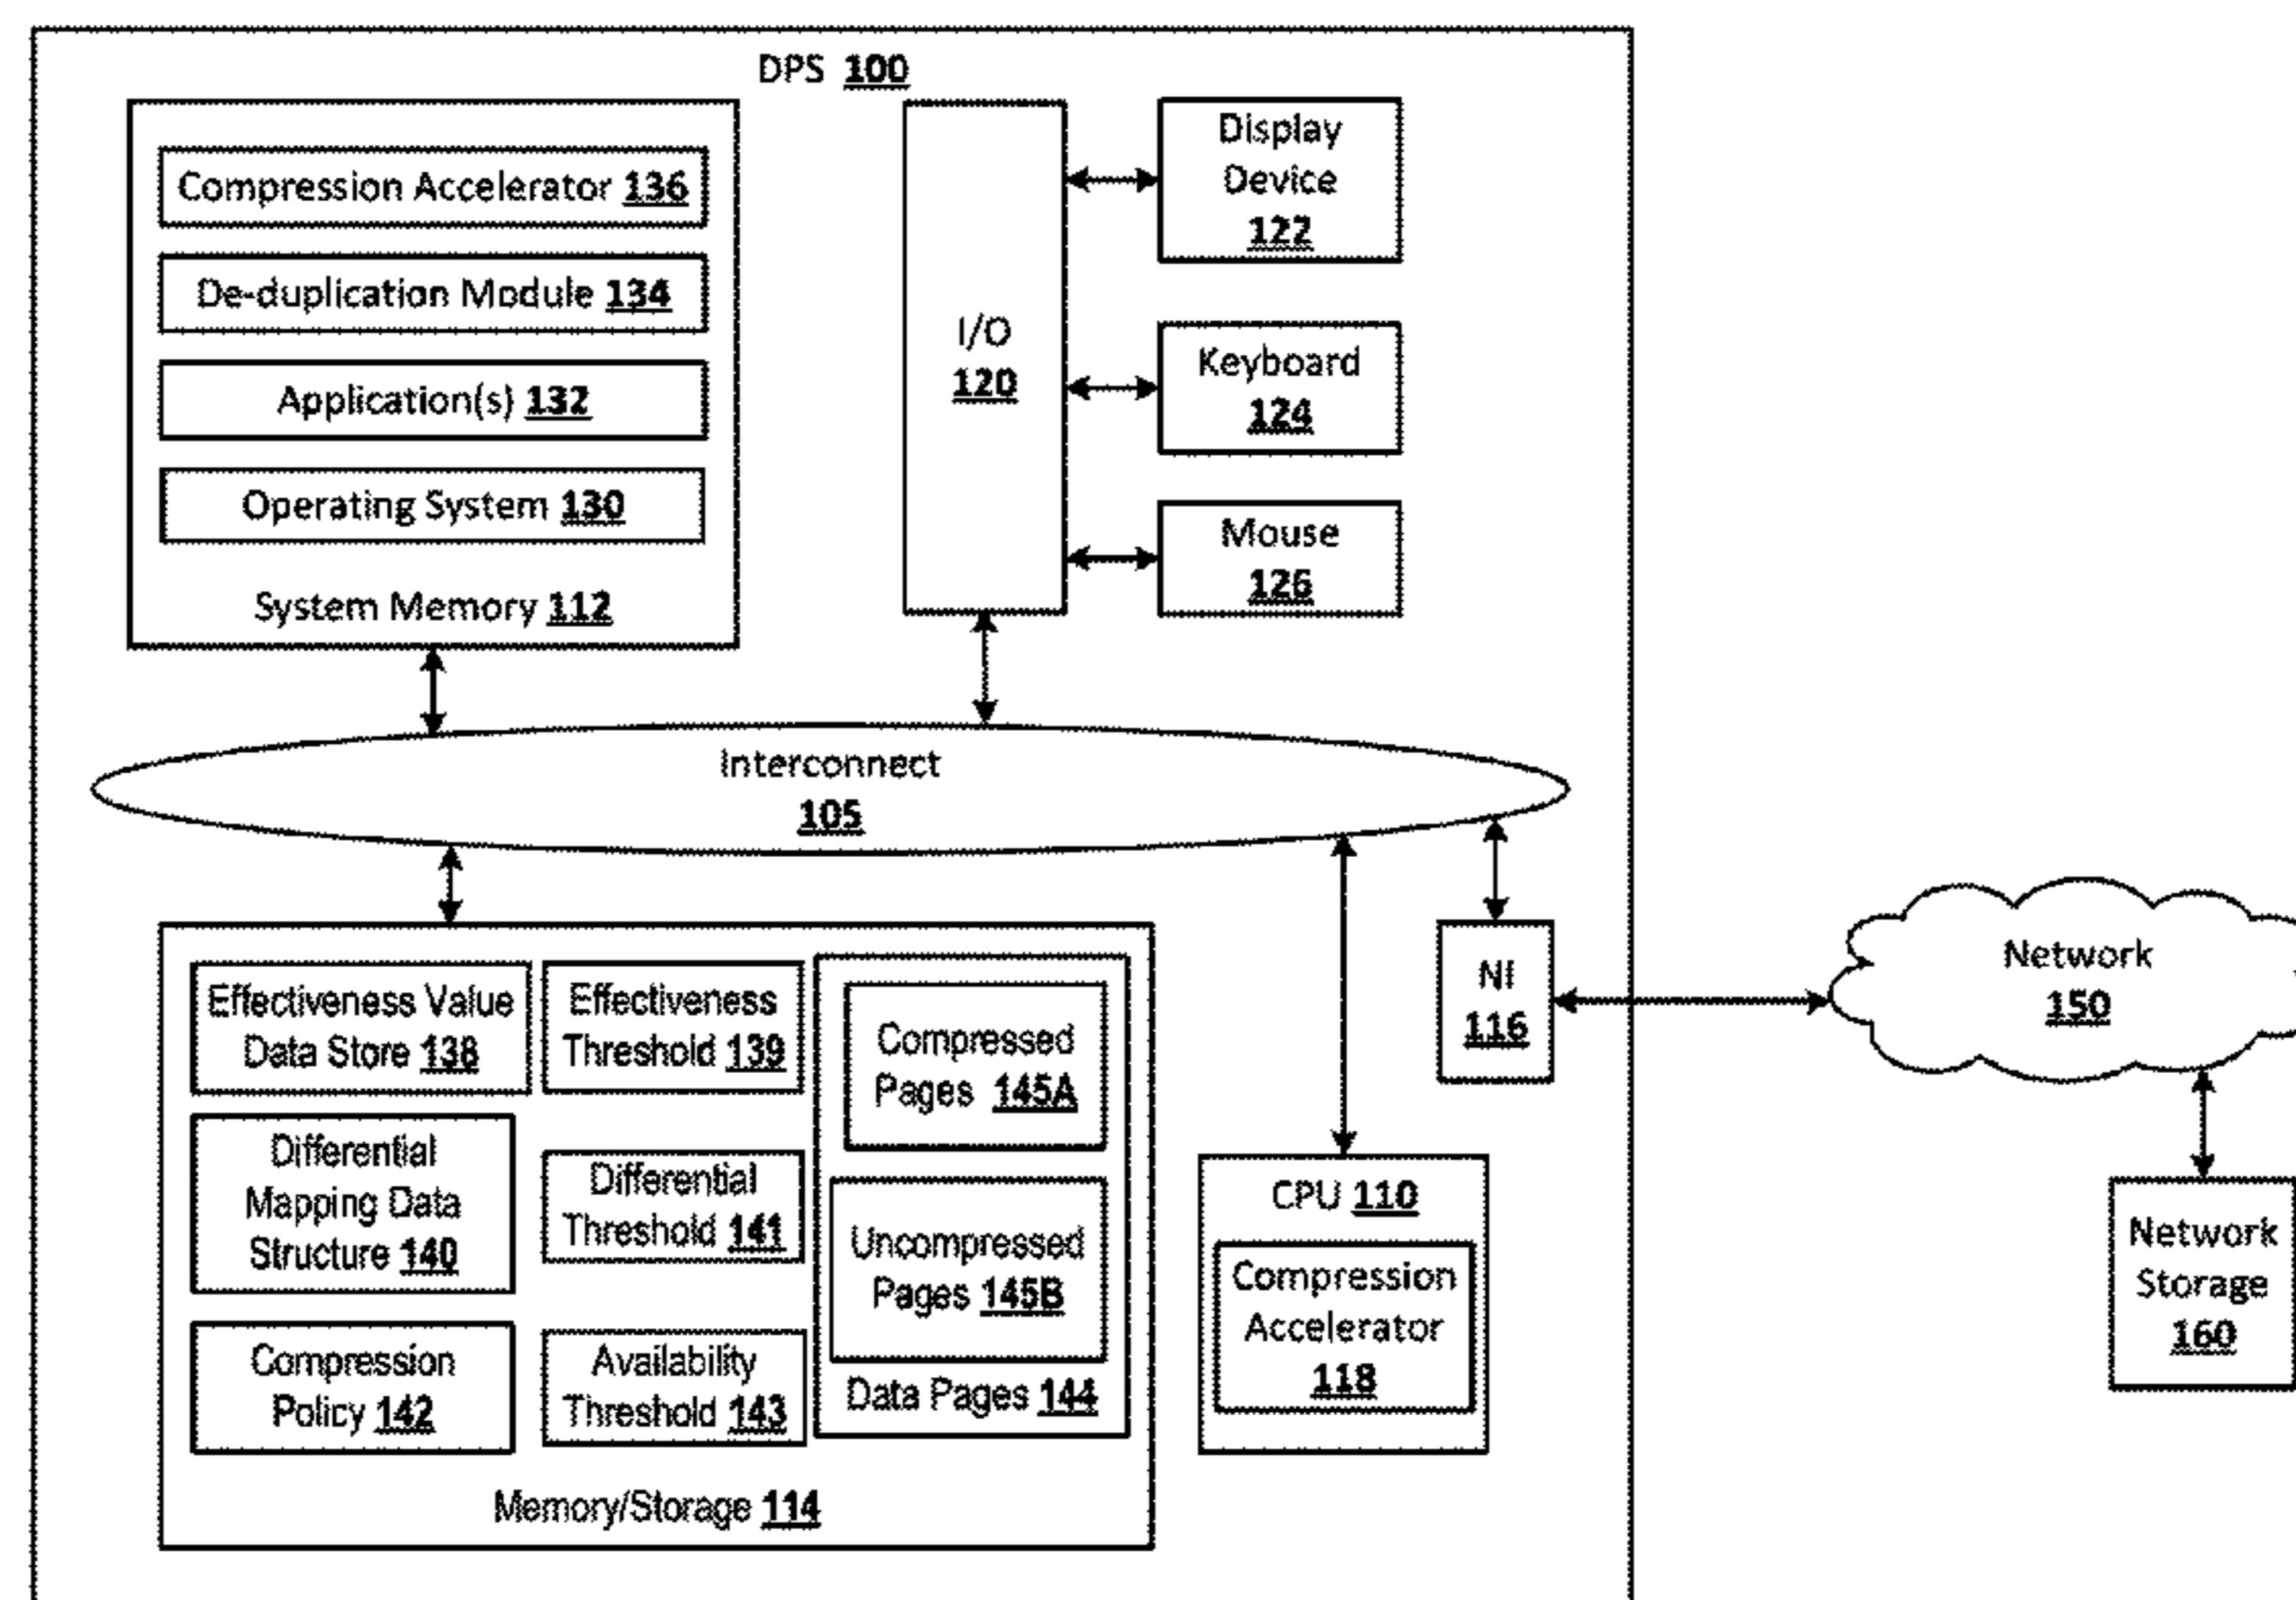 DPS 100
Compression Accelerator 136
De-duplication Module 134
Application(s) 132
Operating System 130
System Memory 112
I/O
120
Display
Device
122
Keyboard
124
Mouse
126
Interconnect
105
Effectiveness Value
Data Store 138
Effectiveness
Threshold 139
Differential
Mapping Data
Structure 140
Differential
Threshold 141
Compression
Policy 142
Availability
Threshold 143
Compressed
Pages 145A
Uncompressed
Pages 145B
Data Pages 144
Memory/Storage 114
CPU 110
Compression
Accelerator
118
NI
116
Network
150
Network
Storage
160